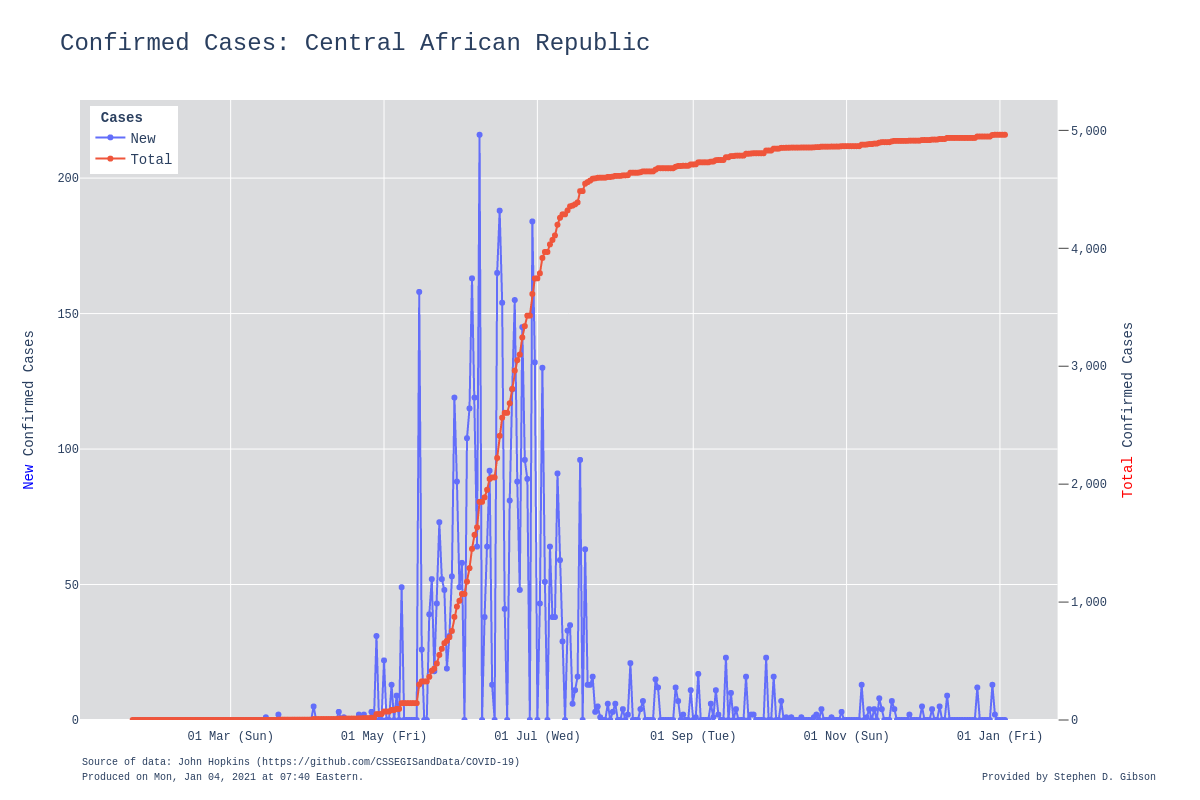 Confirmed Cases: Central African Republic
Cases
New
Total
200
150
100
50
0
5,000
4,000
3,000
2,000
1,000
0
New Confirmed Cases
Total Confirmed Cases
01 Mar (Sun)
01 May (Fri)
01 Jul (Wed)
01 Sep (Tue)
01 Nov (Sun)
01 Jan (Fri)
Source of data: John Hopkins (https://github.com/CSSEGISandData/COVID-19)
Produced on Mon, Jan 04, 2021 at 07:40 Eastern.
Provided by Stephen D. Gibson